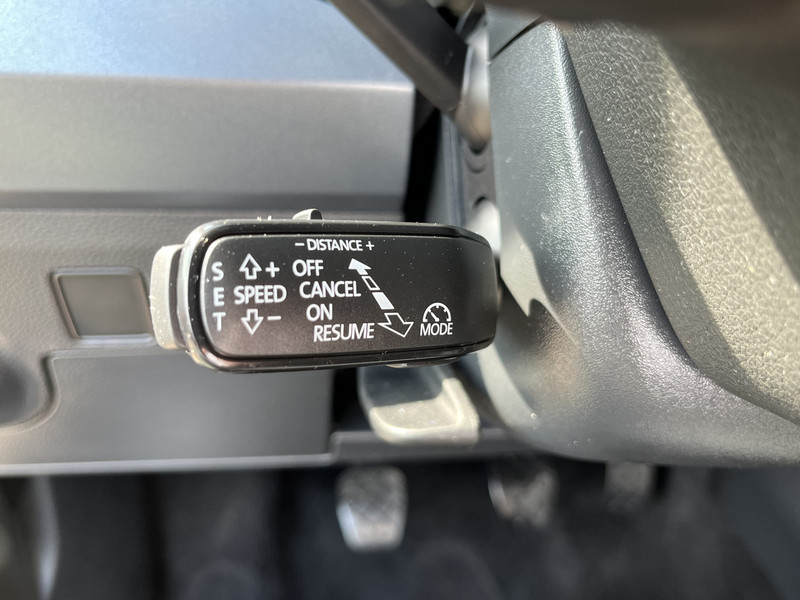 − DISTANCE +
S E T
SPEED
+
−
OFF
CANCEL
ON
RESUME
MODE